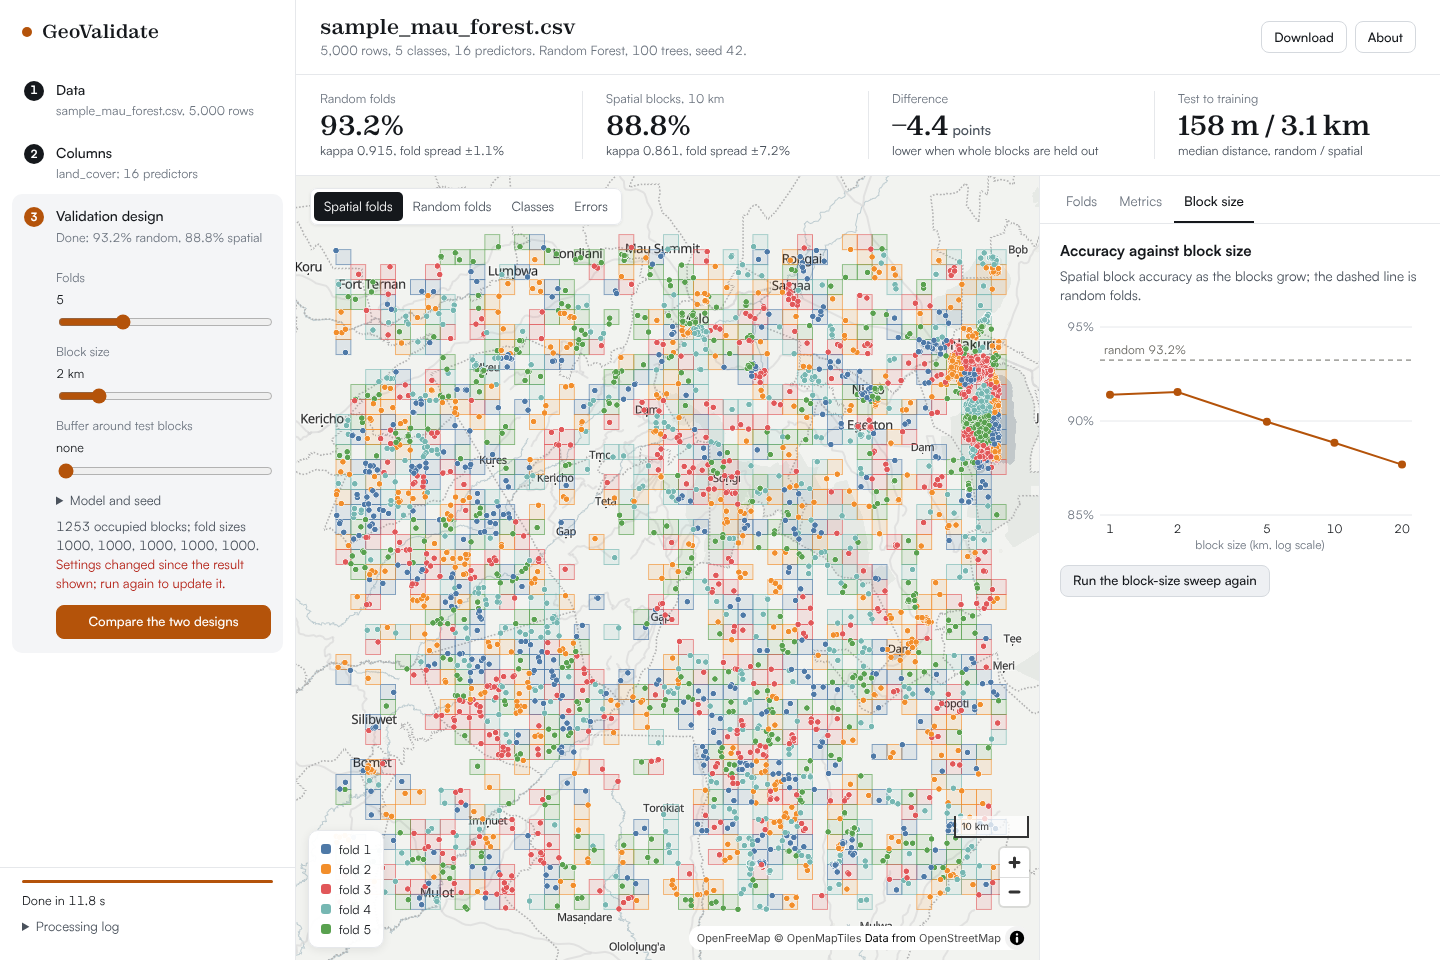 GeoValidate
1 Data
sample_mau_forest.csv, 5,000 rows
2 Columns
land_cover; 16 predictors
3 Validation design
Done: 93.2% random, 88.8% spatial
Folds
5
Block size
2 km
Buffer around test blocks
none
Model and seed
1253 occupied blocks; fold sizes
1000, 1000, 1000, 1000, 1000.
Settings changed since the result
shown; run again to update it.
Compare the two designs
Done in 11.8 s
Processing log
sample_mau_forest.csv
5,000 rows, 5 classes, 16 predictors. Random Forest, 100 trees, seed 42.
Download
About
Random folds
93.2%
kappa 0.915, fold spread ±1.1%
Spatial blocks, 10 km
88.8%
kappa 0.861, fold spread ±7.2%
Difference
−4.4 points
lower when whole blocks are held out
Test to training
158 m / 3.1 km
median distance, random / spatial
Spatial folds
Random folds
Classes
Errors
Londiani
Mau Summit
Bob
Koru
Lumbwa
Fort Ternan
Kericho
Dam
Kures
Tmc
Kericho
Gap
Silibwet
Tee
Meri
Torokiat
Mulot
Masandare
Ololulung'a
10 km
fold 1
fold 2
fold 3
fold 4
fold 5
OpenFreeMap © OpenMapTiles Data from OpenStreetMap
Folds
Metrics
Block size
Accuracy against block size
Spatial block accuracy as the blocks grow; the dashed line is
random folds.
95%
random 93.2%
90%
85%
1 2 5 10 20
block size (km, log scale)
Run the block-size sweep again